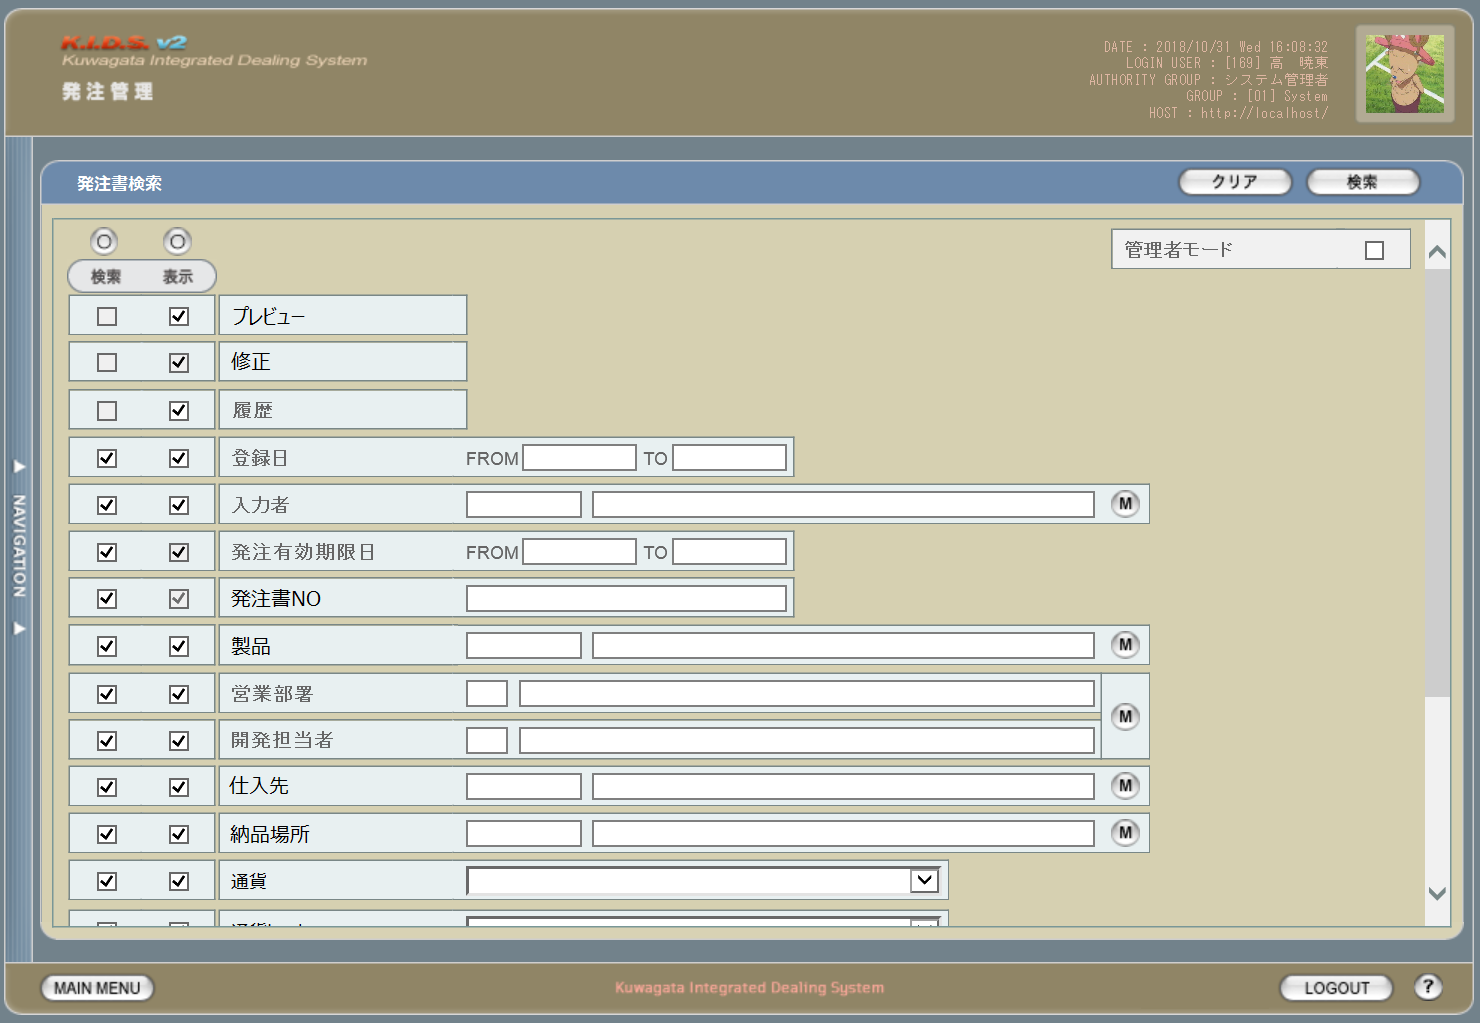 K.I.D.S. v2
Kuwagata Integrated Dealing System
発注管理
DATE : 2018/10/31 Wed 16:08:32
LOGIN USER : [169] 高　暁東
AUTHORITY GROUP : システム管理者
GROUP : [01] System
HOST : http://localhost/
発注書検索
クリア
検索
検索 表示
管理者モード
プレビュー
修正
履歴
登録日 FROM TO
入力者 M
発注有効期限日 FROM TO
発注書NO
製品 M
営業部署
開発担当者
M
仕入先 M
納品場所 M
通貨
NAVIGATION
MAIN MENU
Kuwagata Integrated Dealing System
LOGOUT
?